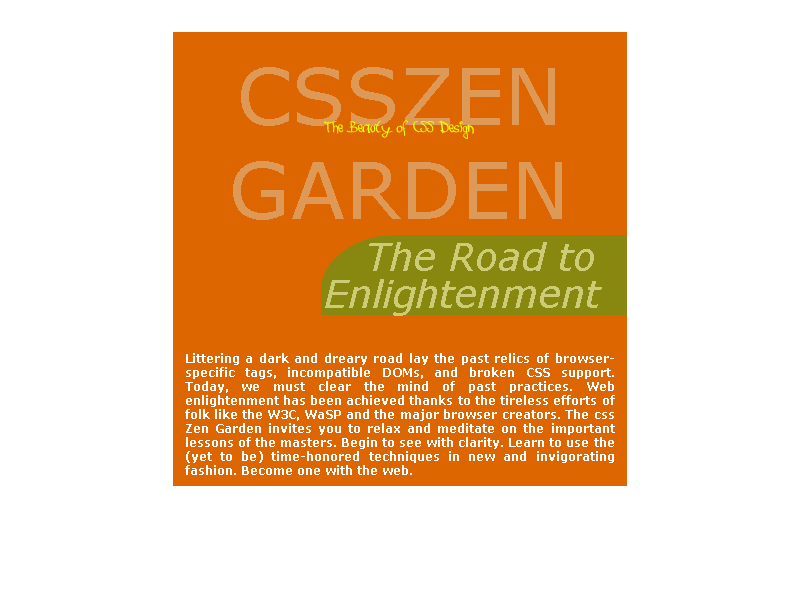 CSSZEN
The Beauty of CSS Design
GARDEN
The Road to
Enlightenment
Littering a dark and dreary road lay the past relics of browser-
specific tags, incompatible DOMs, and broken CSS support.
Today, we must clear the mind of past practices. Web
enlightenment has been achieved thanks to the tireless efforts of
folk like the W3C, WaSP and the major browser creators. The css
Zen Garden invites you to relax and meditate on the important
lessons of the masters. Begin to see with clarity. Learn to use the
(yet to be) time-honored techniques in new and invigorating
fashion. Become one with the web.